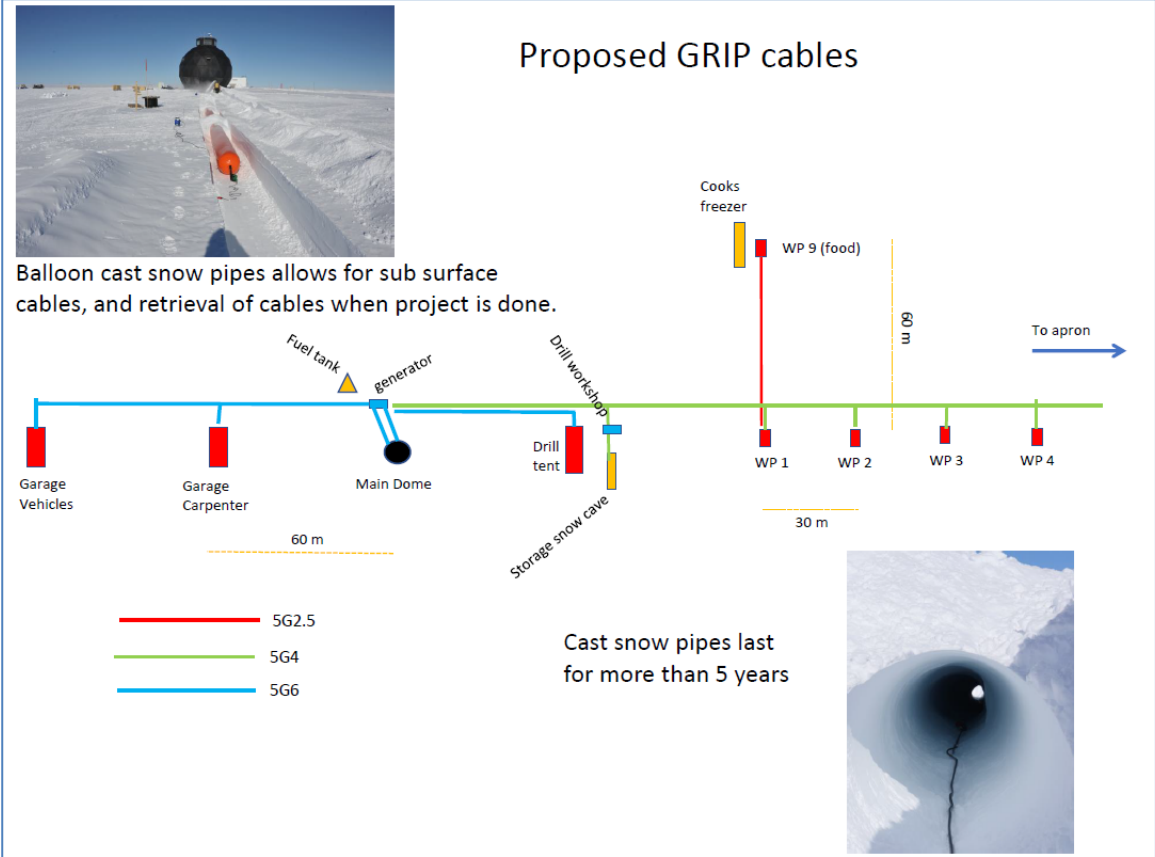 Proposed GRIP cables
Balloon cast snow pipes allows for sub surface
cables, and retrieval of cables when project is done.
Cooks
freezer
WP 9 (food)
60 m
To apron
Fuel tank
generator
Drill workshop
Garage
Vehicles
Garage
Carpenter
Main Dome
Drill
tent
Storage snow cave
WP 1
WP 2
WP 3
WP 4
60 m
30 m
5G2.5
5G4
5G6
Cast snow pipes last
for more than 5 years